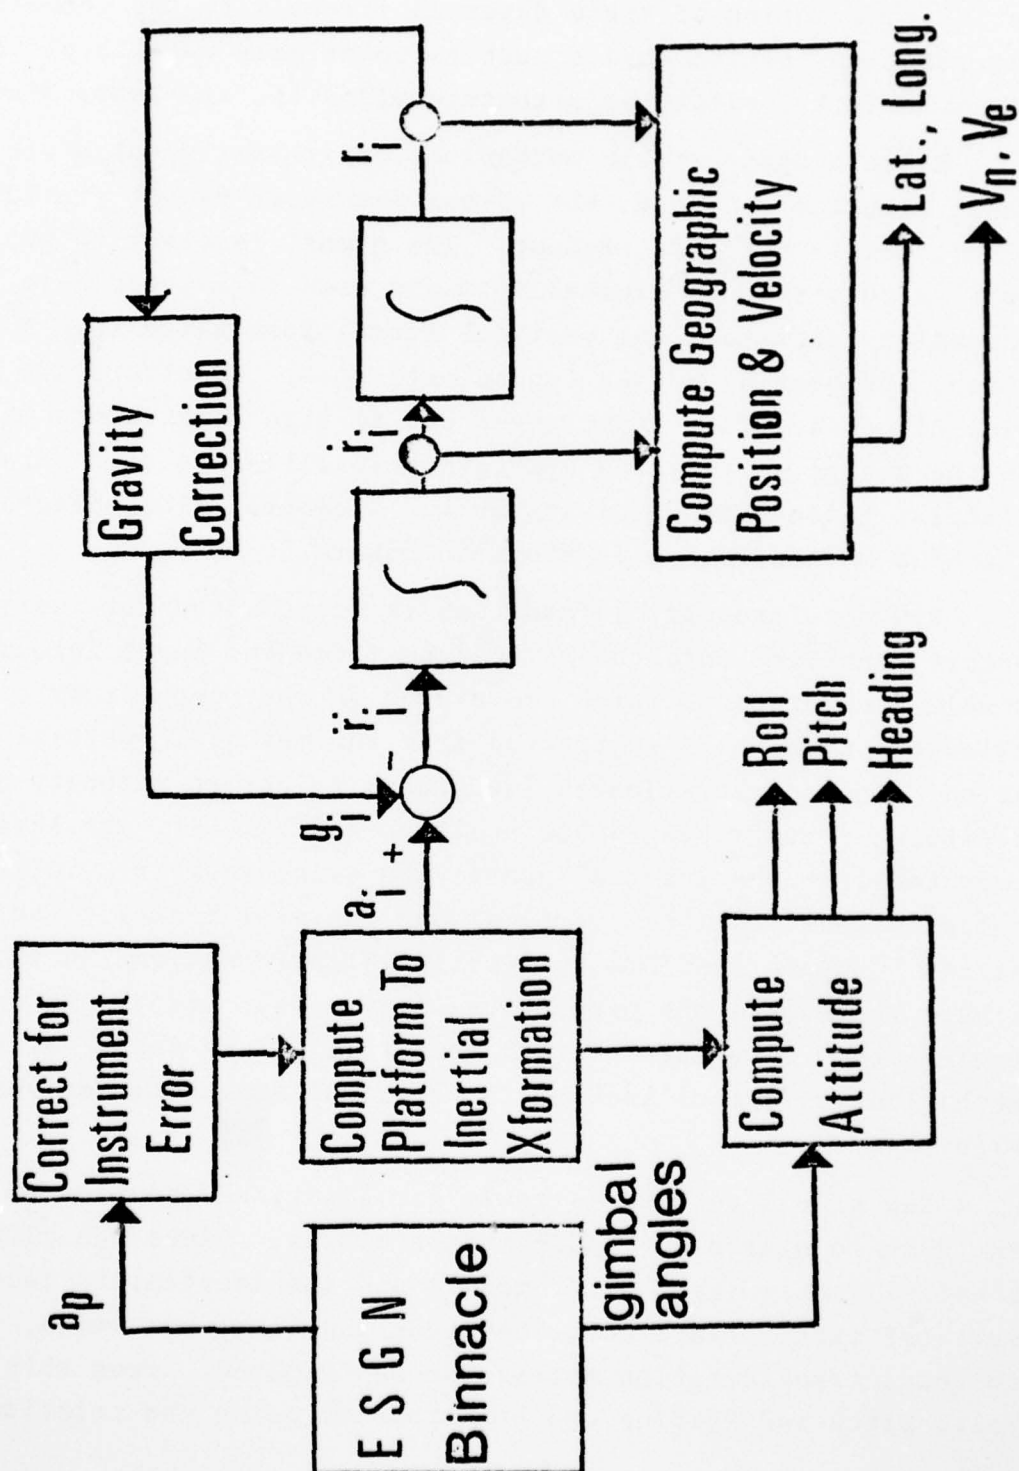 a_p
E S G N
Binnacle
gimbal
angles
Correct for
Instrument
Error
Compute
Platform To
Inertial
Xformation
Compute
Attitude
Roll
Pitch
Heading
a_i +
g_i -
r̈_i
ṙ_i
r_i
Gravity
Correction
∫
∫
Compute Geographic
Position & Velocity
Lat., Long.
V_n, V_e